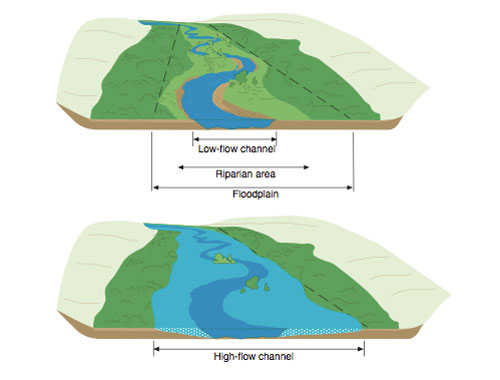 Low-flow channel
Riparian area
Floodplain
High-flow channel